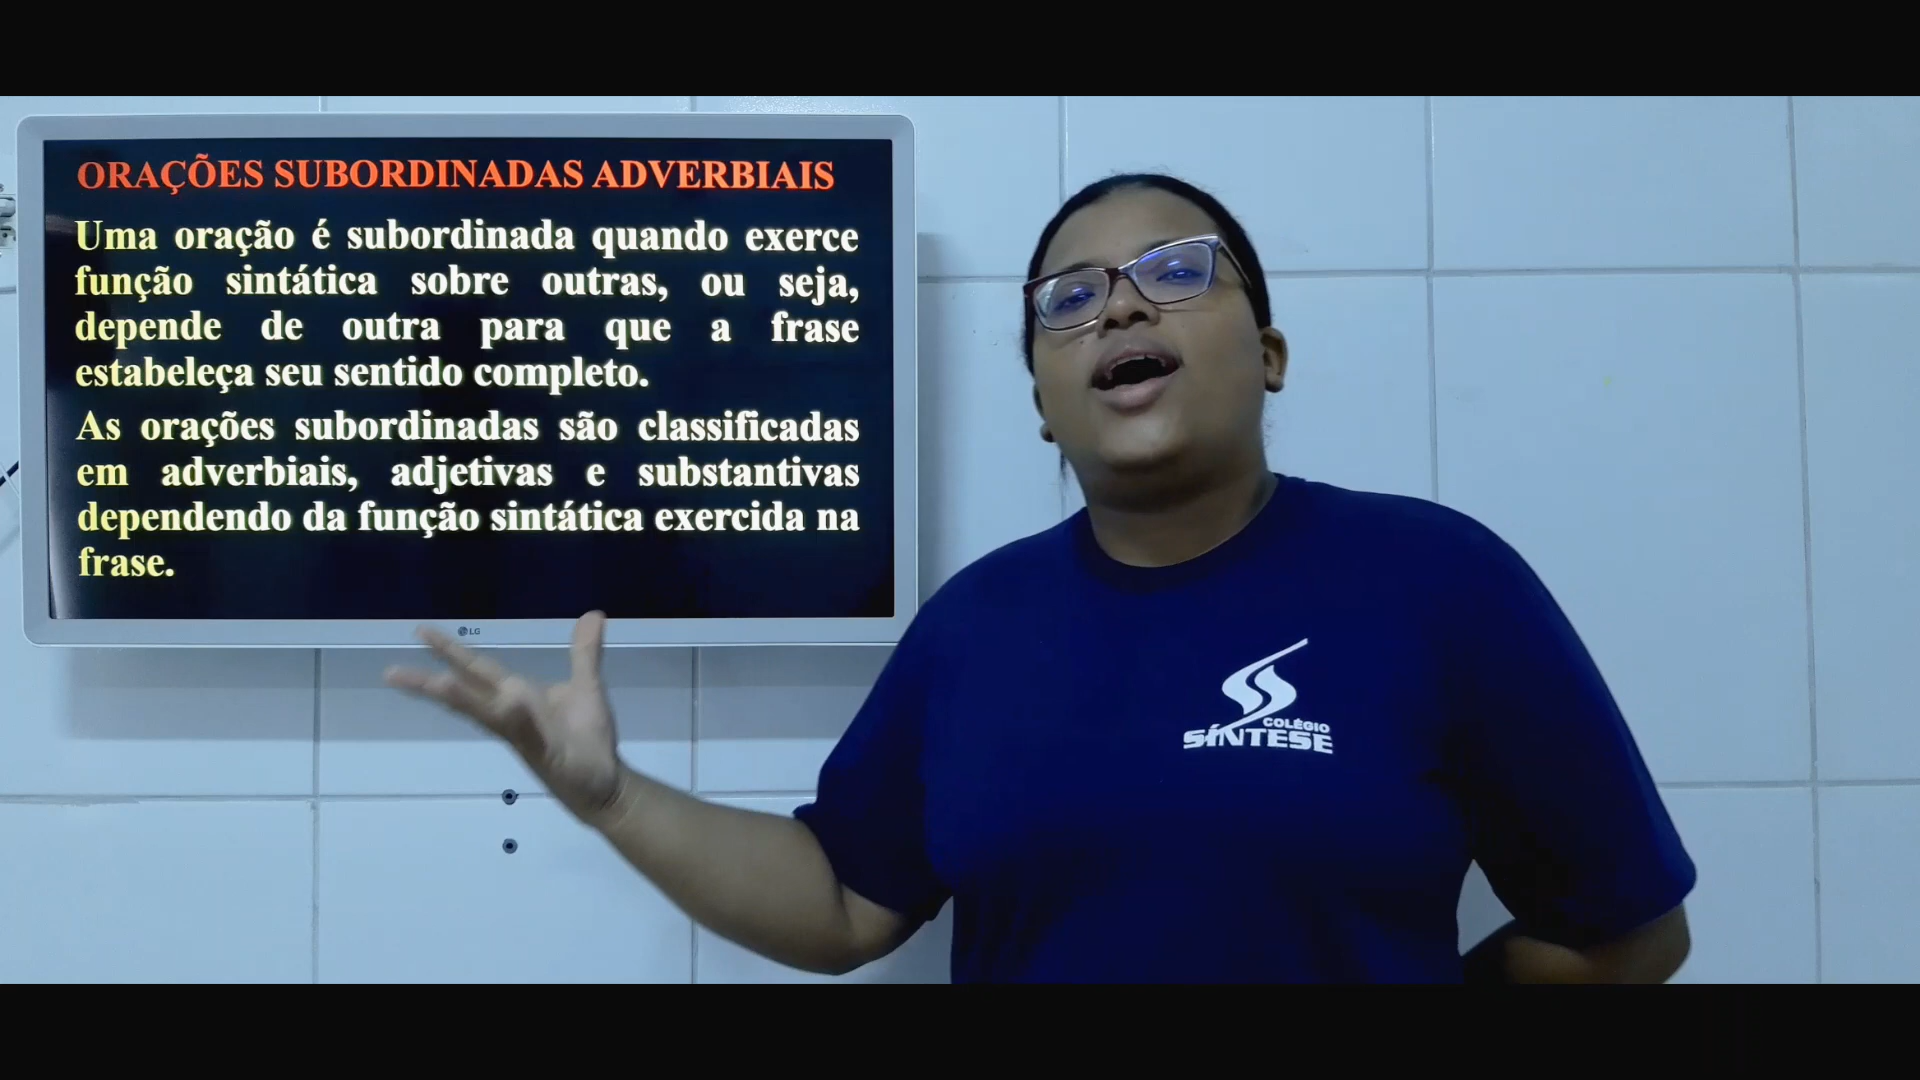 ORAÇÕES SUBORDINADAS ADVERBIAIS
Uma oração é subordinada quando exerce
função sintática sobre outras, ou seja,
depende de outra para que a frase
estabeleça seu sentido completo.
As orações subordinadas são classificadas
em adverbiais, adjetivas e substantivas
dependendo da função sintática exercida na
frase.
LG
COLÉGIO
SÍNTESE